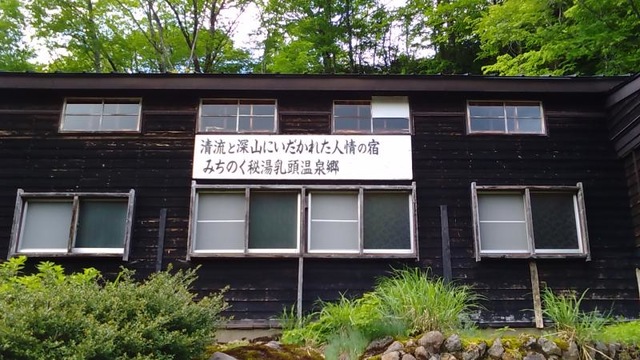 清流と深山にいだかれた人情の宿
みちのく秘湯乳頭温泉郷